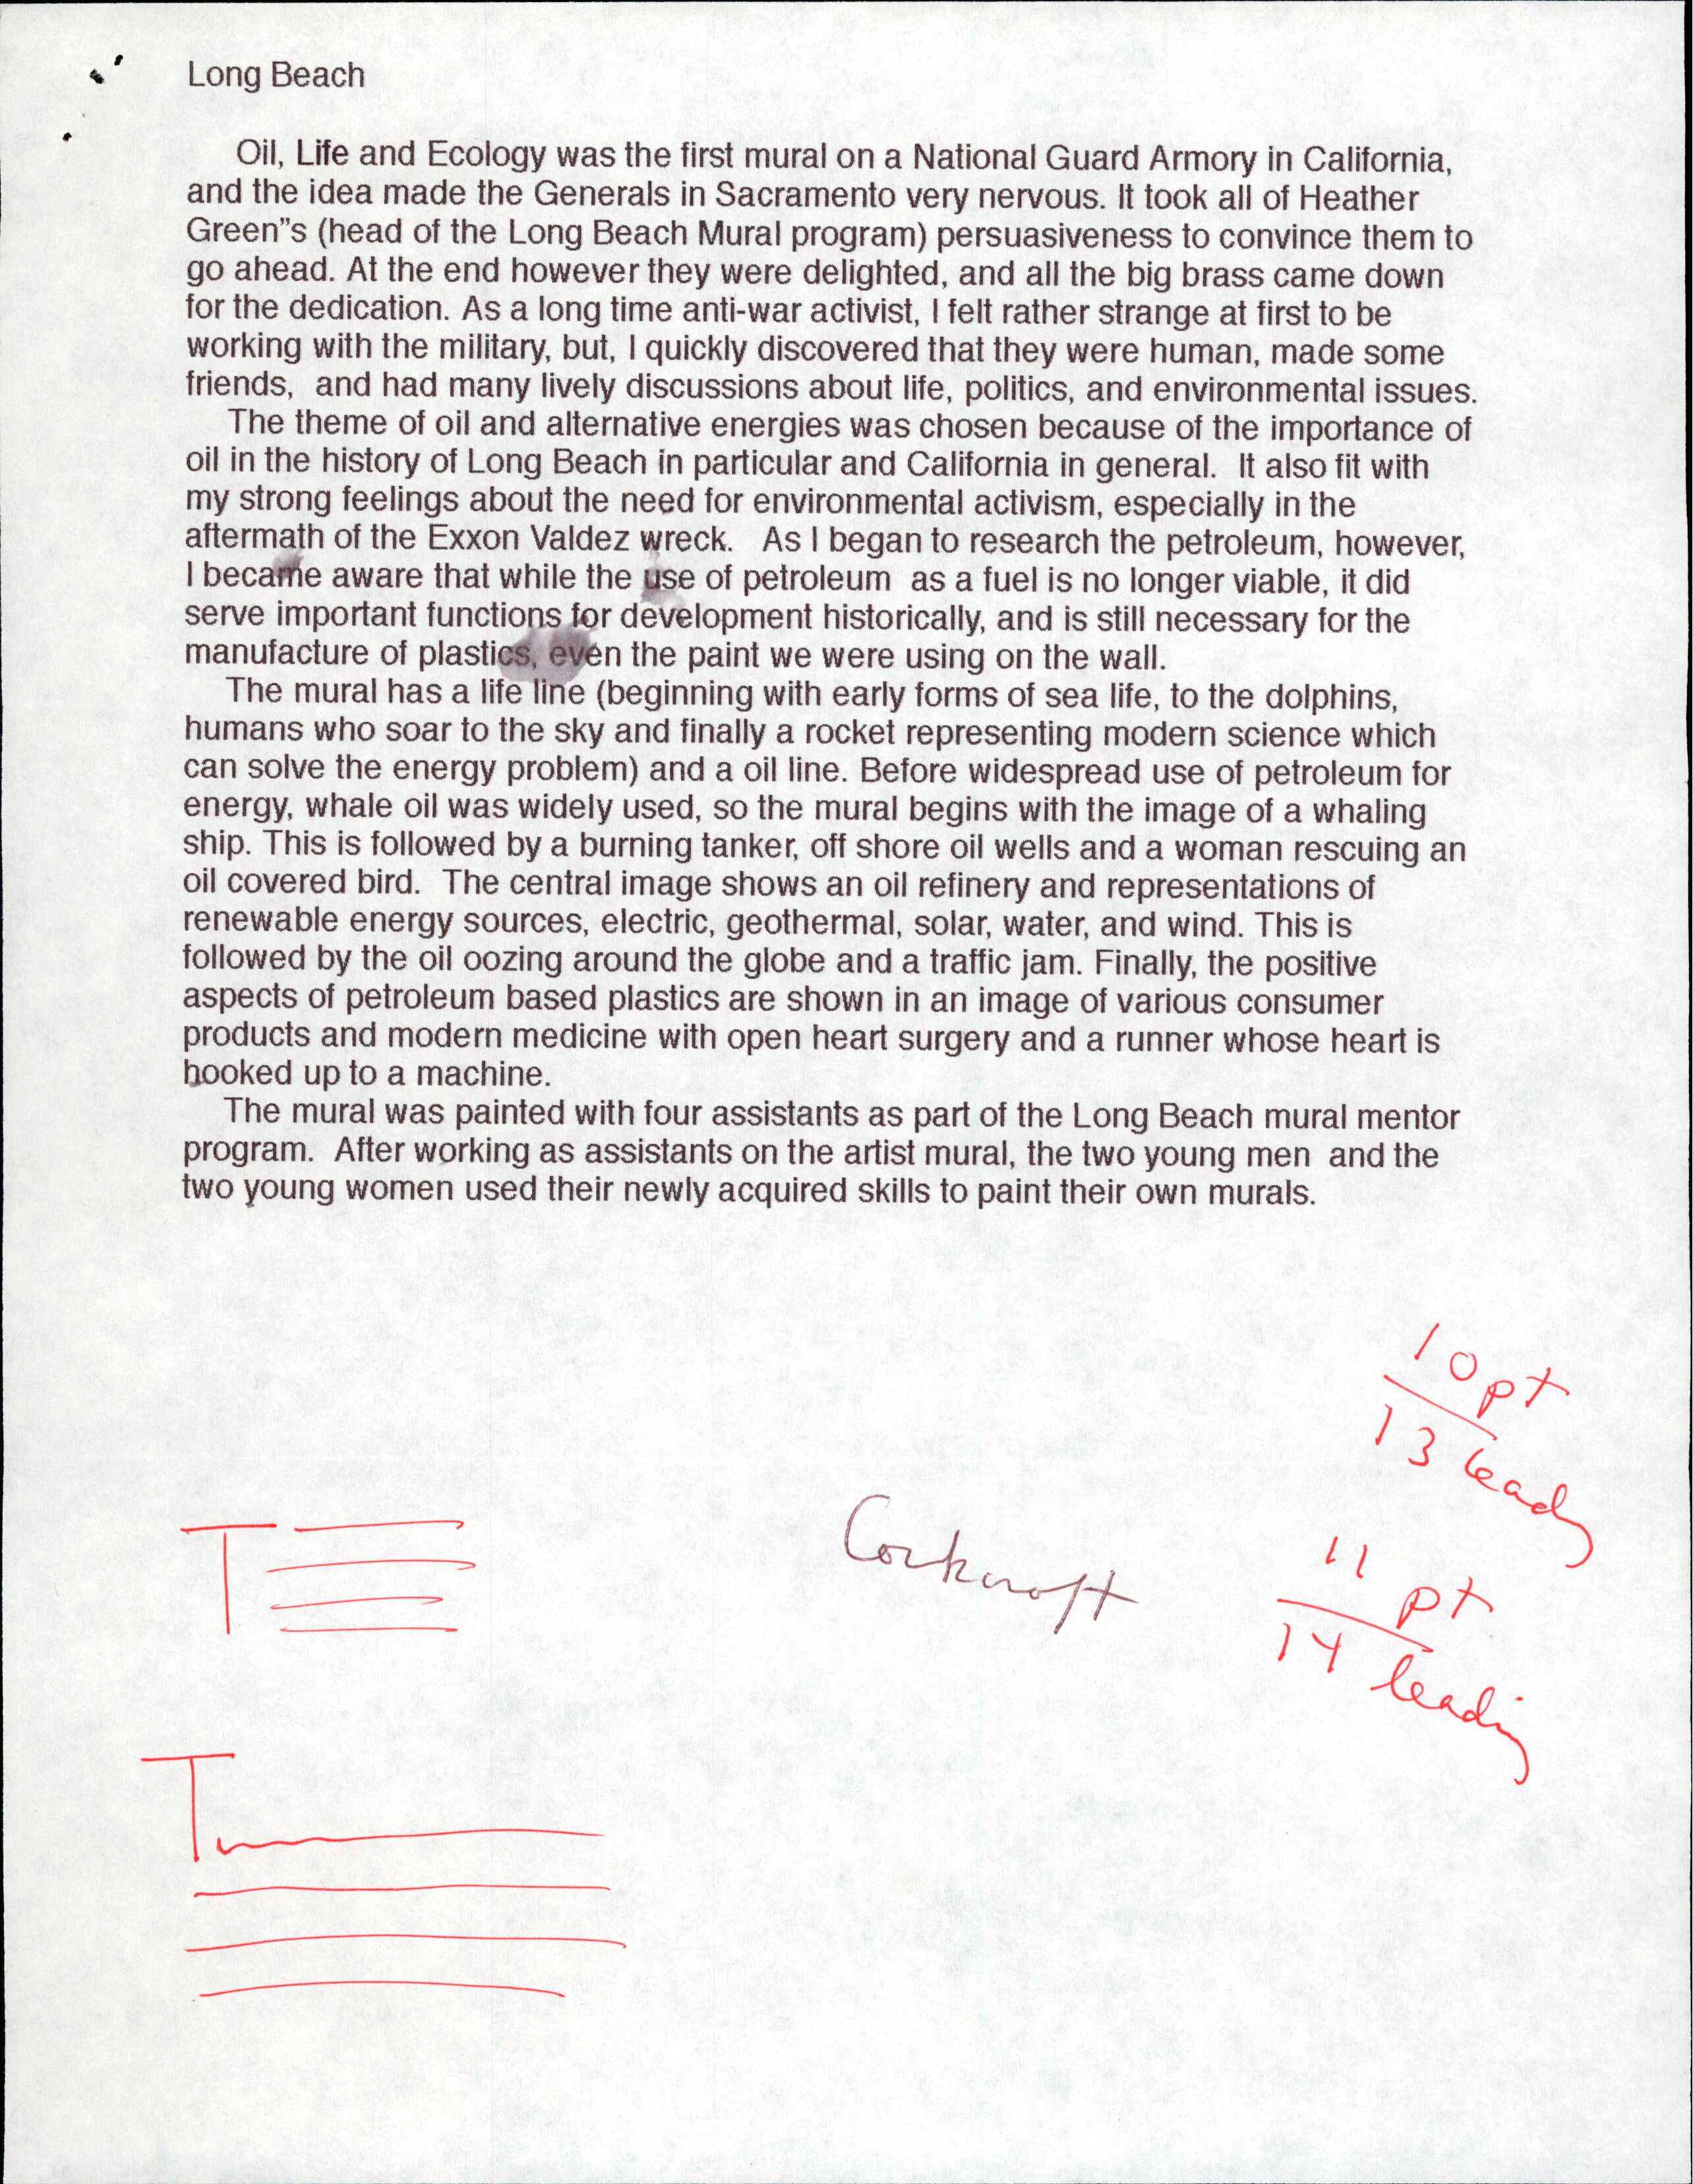 Long Beach
Oil, Life and Ecology was the first mural on a National Guard Armory in California,
and the idea made the Generals in Sacramento very nervous. It took all of Heather
Green"s (head of the Long Beach Mural program) persuasiveness to convince them to
go ahead. At the end however they were delighted, and all the big brass came down
for the dedication. As a long time anti-war activist, I felt rather strange at first to be
working with the military, but, I quickly discovered that they were human, made some
friends,  and had many lively discussions about life, politics, and environmental issues.
The theme of oil and alternative energies was chosen because of the importance of
oil in the history of Long Beach in particular and California in general.  It also fit with
my strong feelings about the need for environmental activism, especially in the
aftermath of the Exxon Valdez wreck.   As I began to research the petroleum, however,
I became aware that while the use of petroleum  as a fuel is no longer viable, it did
serve important functions for development historically, and is still necessary for the
manufacture of plastics, even the paint we were using on the wall.
The mural has a life line (beginning with early forms of sea life, to the dolphins,
humans who soar to the sky and finally a rocket representing modern science which
can solve the energy problem) and a oil line. Before widespread use of petroleum for
energy, whale oil was widely used, so the mural begins with the image of a whaling
ship. This is followed by a burning tanker, off shore oil wells and a woman rescuing an
oil covered bird.  The central image shows an oil refinery and representations of
renewable energy sources, electric, geothermal, solar, water, and wind. This is
followed by the oil oozing around the globe and a traffic jam. Finally, the positive
aspects of petroleum based plastics are shown in an image of various consumer
products and modern medicine with open heart surgery and a runner whose heart is
hooked up to a machine.
The mural was painted with four assistants as part of the Long Beach mural mentor
program.  After working as assistants on the artist mural, the two young men  and the
two young women used their newly acquired skills to paint their own murals.
10 pt
13 leading
Cockcroft
11 pt
14 leading
T
T